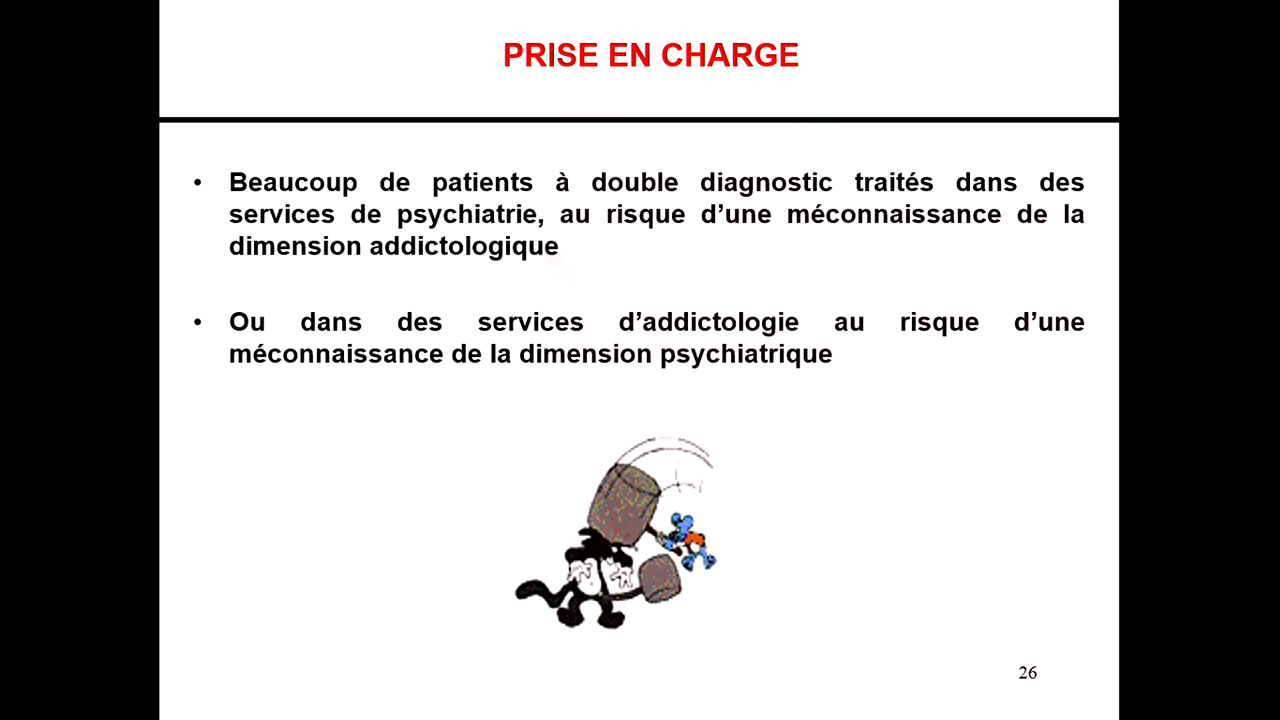 PRISE EN CHARGE
• Beaucoup de patients à double diagnostic traités dans des
services de psychiatrie, au risque d’une méconnaissance de la
dimension addictologique
• Ou dans des services d’addictologie au risque d’une
méconnaissance de la dimension psychiatrique
26